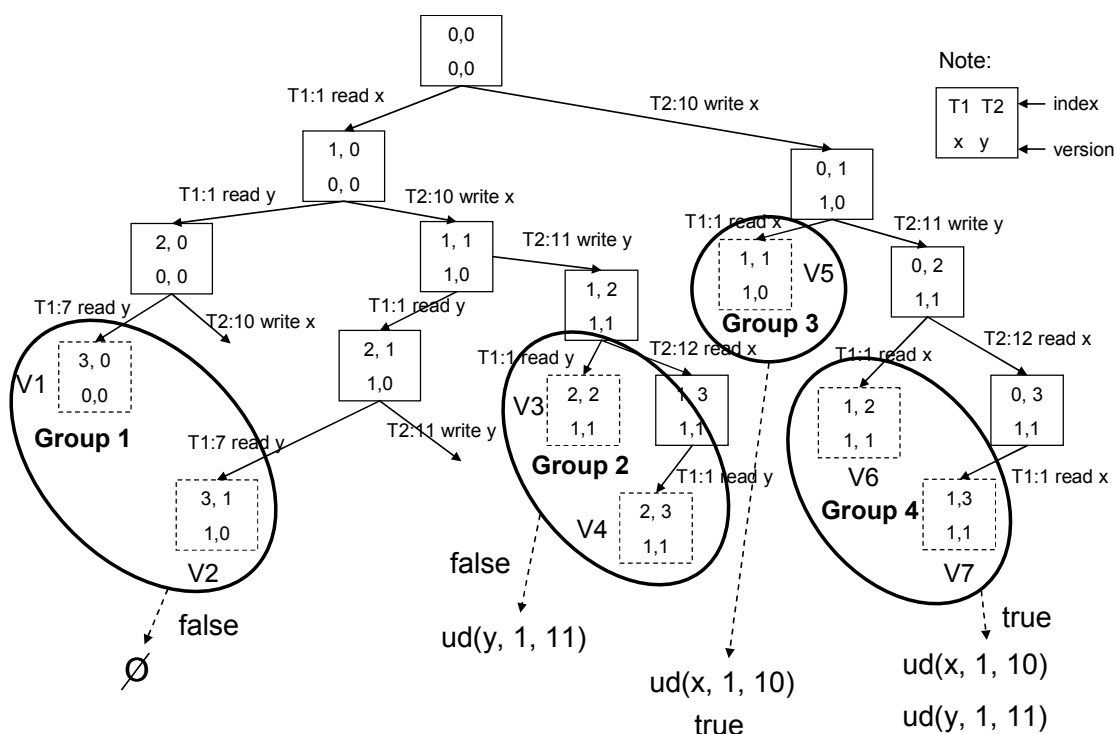 0,0
0,0
Note:
T1 T2
index
x y
version
T1:1 read x
T2:10 write x
1, 0
0, 0
0, 1
1,0
T1:1 read y
T2:10 write x
T1:1 read x
T2:11 write y
2, 0
0, 0
1, 1
1,0
T2:11 write y
1, 1
1,0
V5
Group 3
0, 2
1,1
T1:7 read y
T2:10 write x
T1:1 read y
1, 2
1,1
T1:1 read x
T2:12 read x
V1
3, 0
0,0
Group 1
2, 1
1,0
T1:1 read y
T2:12 read x
V3
2, 2
1,1
Group 2
1, 3
1,1
1, 2
1, 1
V6
Group 4
0, 3
1,1
T1:7 read y
T2:11 write y
T1:1 read y
T1:1 read x
3, 1
1,0
V2
V4
2, 3
1,1
1,3
1,1
V7
false
false
true
Ø
ud(y, 1, 11)
ud(x, 1, 10)
true
ud(x, 1, 10)
ud(y, 1, 11)